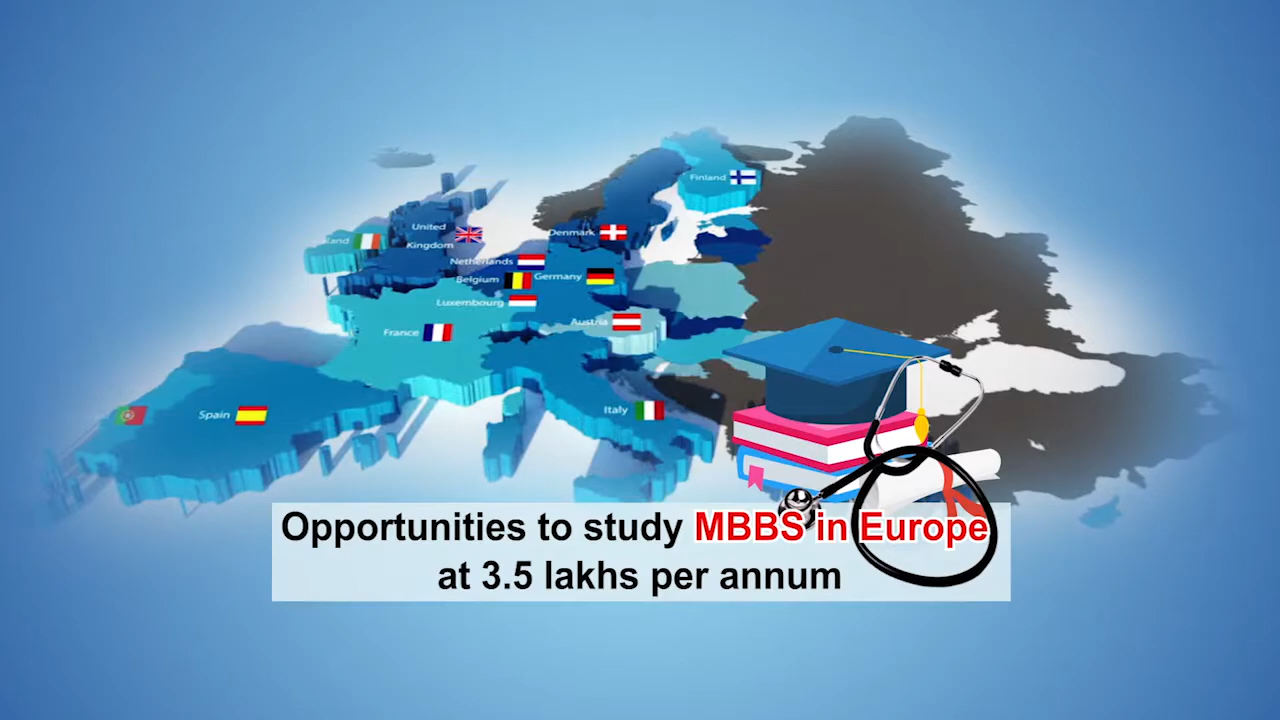 Finland
United
Kingdom
land
Denmark
Netherlands
Belgium
Germany
Luxembourg
Austria
France
Spain
Italy
Opportunities to study MBBS in Europe
at 3.5 lakhs per annum